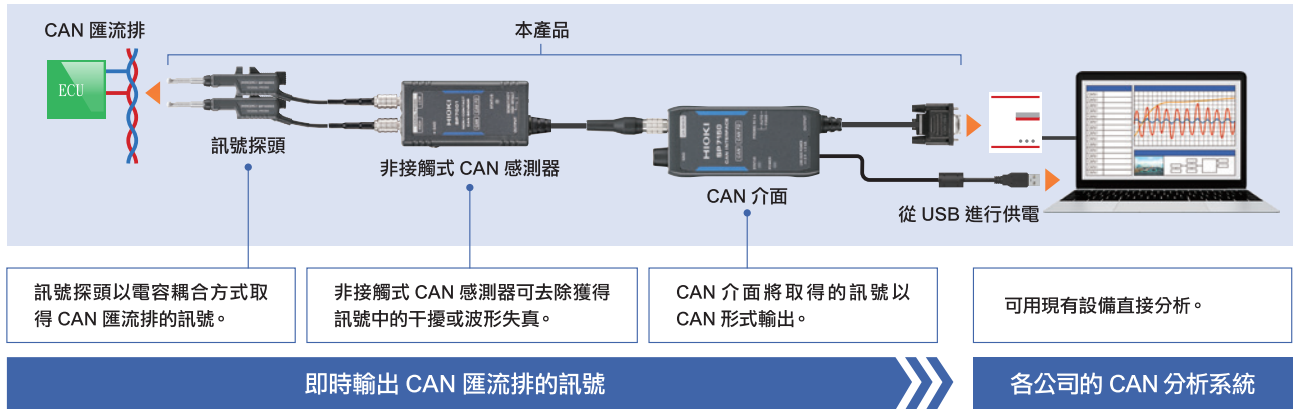 CAN 匯流排
本產品
ECU
訊號探頭
HIOKI
非接觸式 CAN 感測器
HIOKI
CAN 介面
從 USB 進行供電
訊號探頭以電容耦合方式取
得 CAN 匯流排的訊號。
非接觸式 CAN 感測器可去除獲得
訊號中的干擾或波形失真。
CAN 介面將取得的訊號以
CAN 形式輸出。
可用現有設備直接分析。
即時輸出 CAN 匯流排的訊號
各公司的 CAN 分析系統